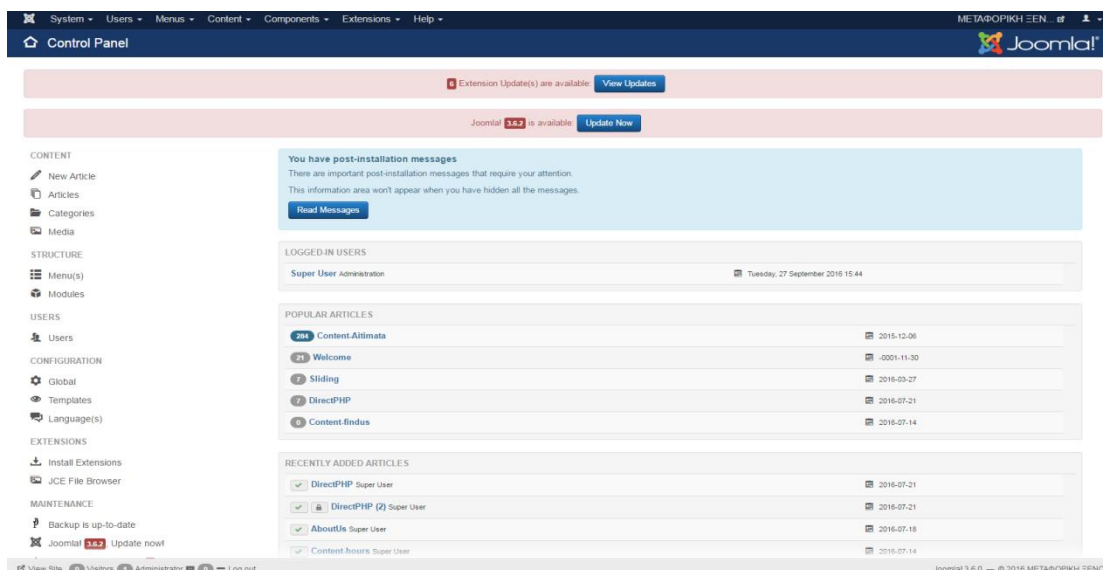 System Users Menus Content Components Extensions Help ΜΕΤΑΦΟΡΙΚΗ ΞΕΝ...
Control Panel Joomla!
6 Extension Update(s) are available: View Updates
Joomla! 3.6.2 is available: Update Now
CONTENT
New Article
Articles
Categories
Media
STRUCTURE
Menu(s)
Modules
USERS
Users
CONFIGURATION
Global
Templates
Language(s)
EXTENSIONS
Install Extensions
JCE File Browser
MAINTENANCE
Backup is up-to-date
Joomla! 3.6.2 Update now!
You have post-installation messages
There are important post-installation messages that require your attention.
This information area won't appear when you have hidden all the messages.
Read Messages
LOGGED-IN USERS
Super User Administration Tuesday, 27 September 2016 15:44
POPULAR ARTICLES
204 Content-Aitimata 2015-12-06
21 Welcome -0001-11-30
7 Sliding 2016-03-27
7 DirectPHP 2016-07-21
0 Content-findus 2016-07-14
RECENTLY ADDED ARTICLES
DirectPHP Super User 2016-07-21
DirectPHP (2) Super User 2016-07-21
AboutUs Super User 2016-07-18
Content-hours Super User 2016-07-14
View Site 0 Visitors 1 Administrator 0 Log out Joomla! 3.6.0 — © 2016 ΜΕΤΑΦΟΡΙΚΗ ΞΕΝΟ